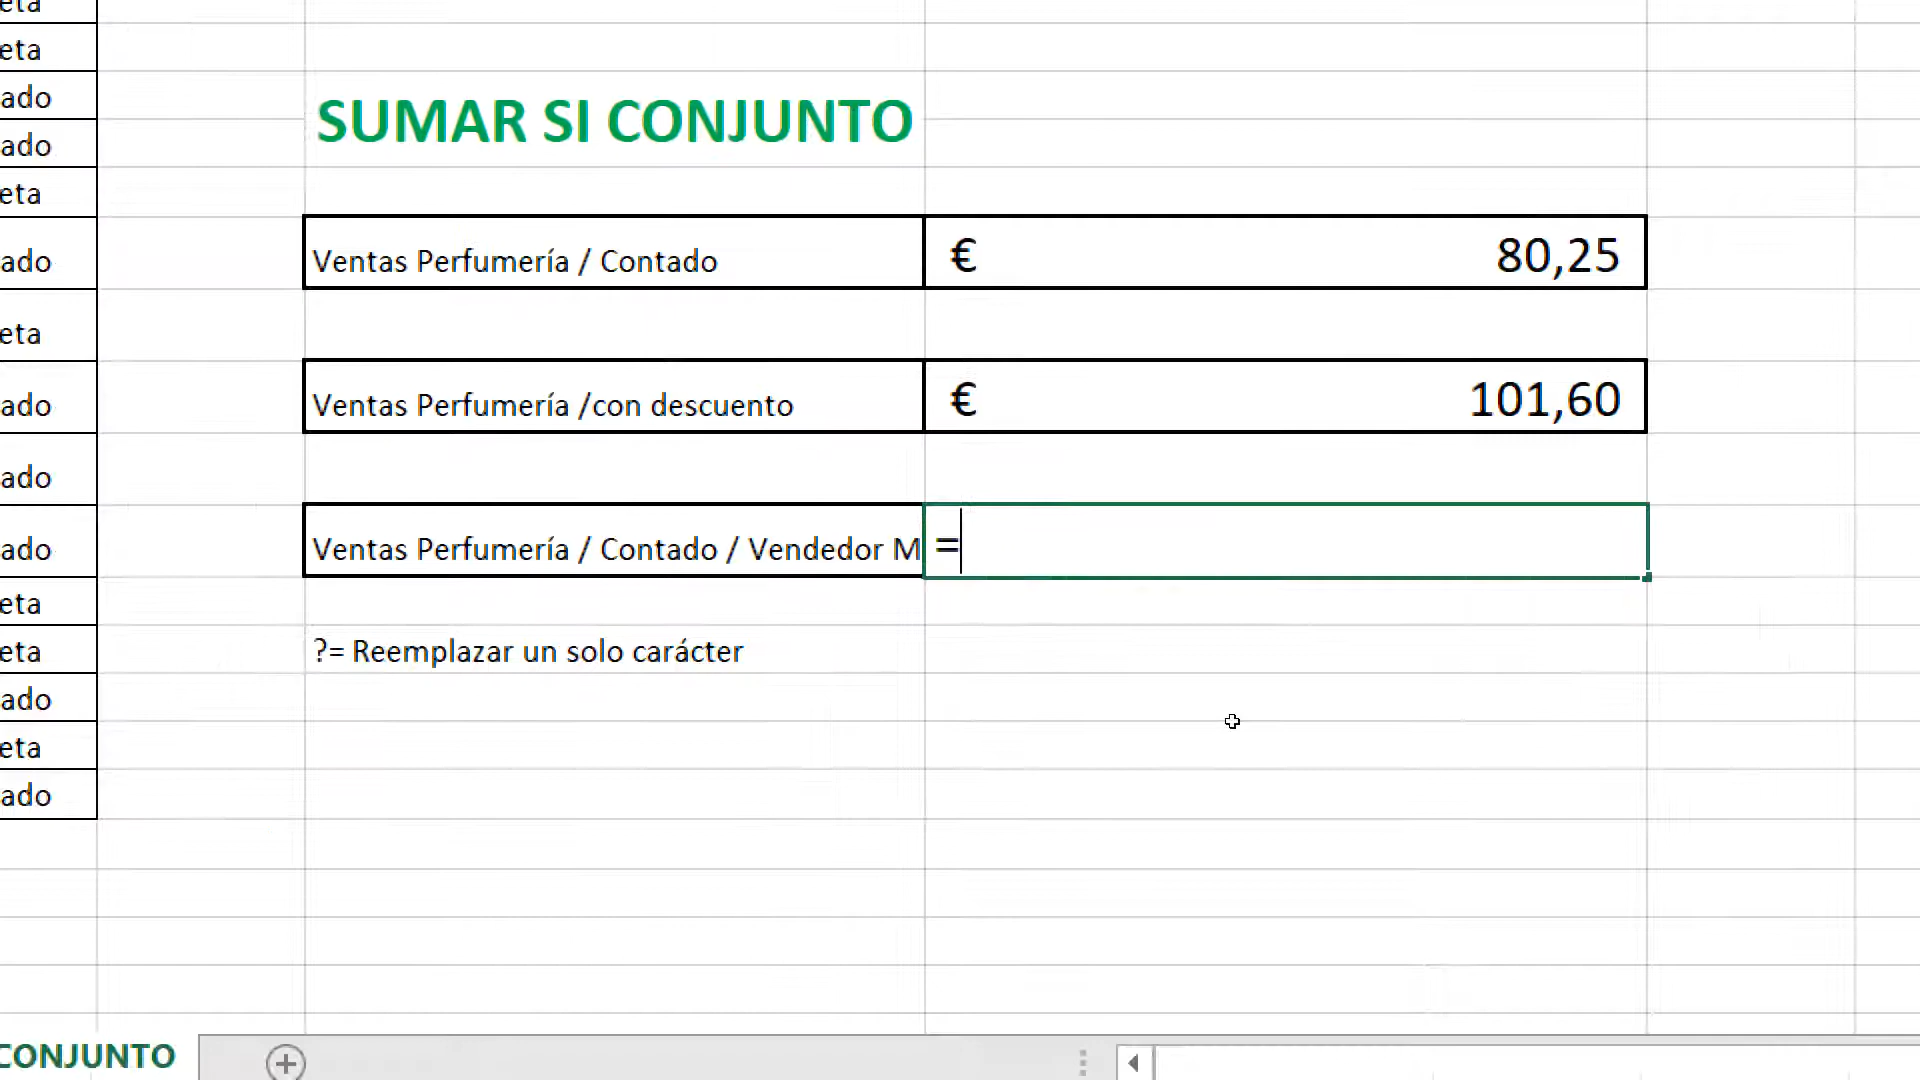 eta
eta
ado
SUMAR SI CONJUNTO
ado
eta
ado
Ventas Perfumería / Contado
€ 80,25
eta
ado
Ventas Perfumería /con descuento
€ 101,60
ado
ado
Ventas Perfumería / Contado / Vendedor M
=
eta
eta
?= Reemplazar un solo carácter
ado
eta
ado
CONJUNTO